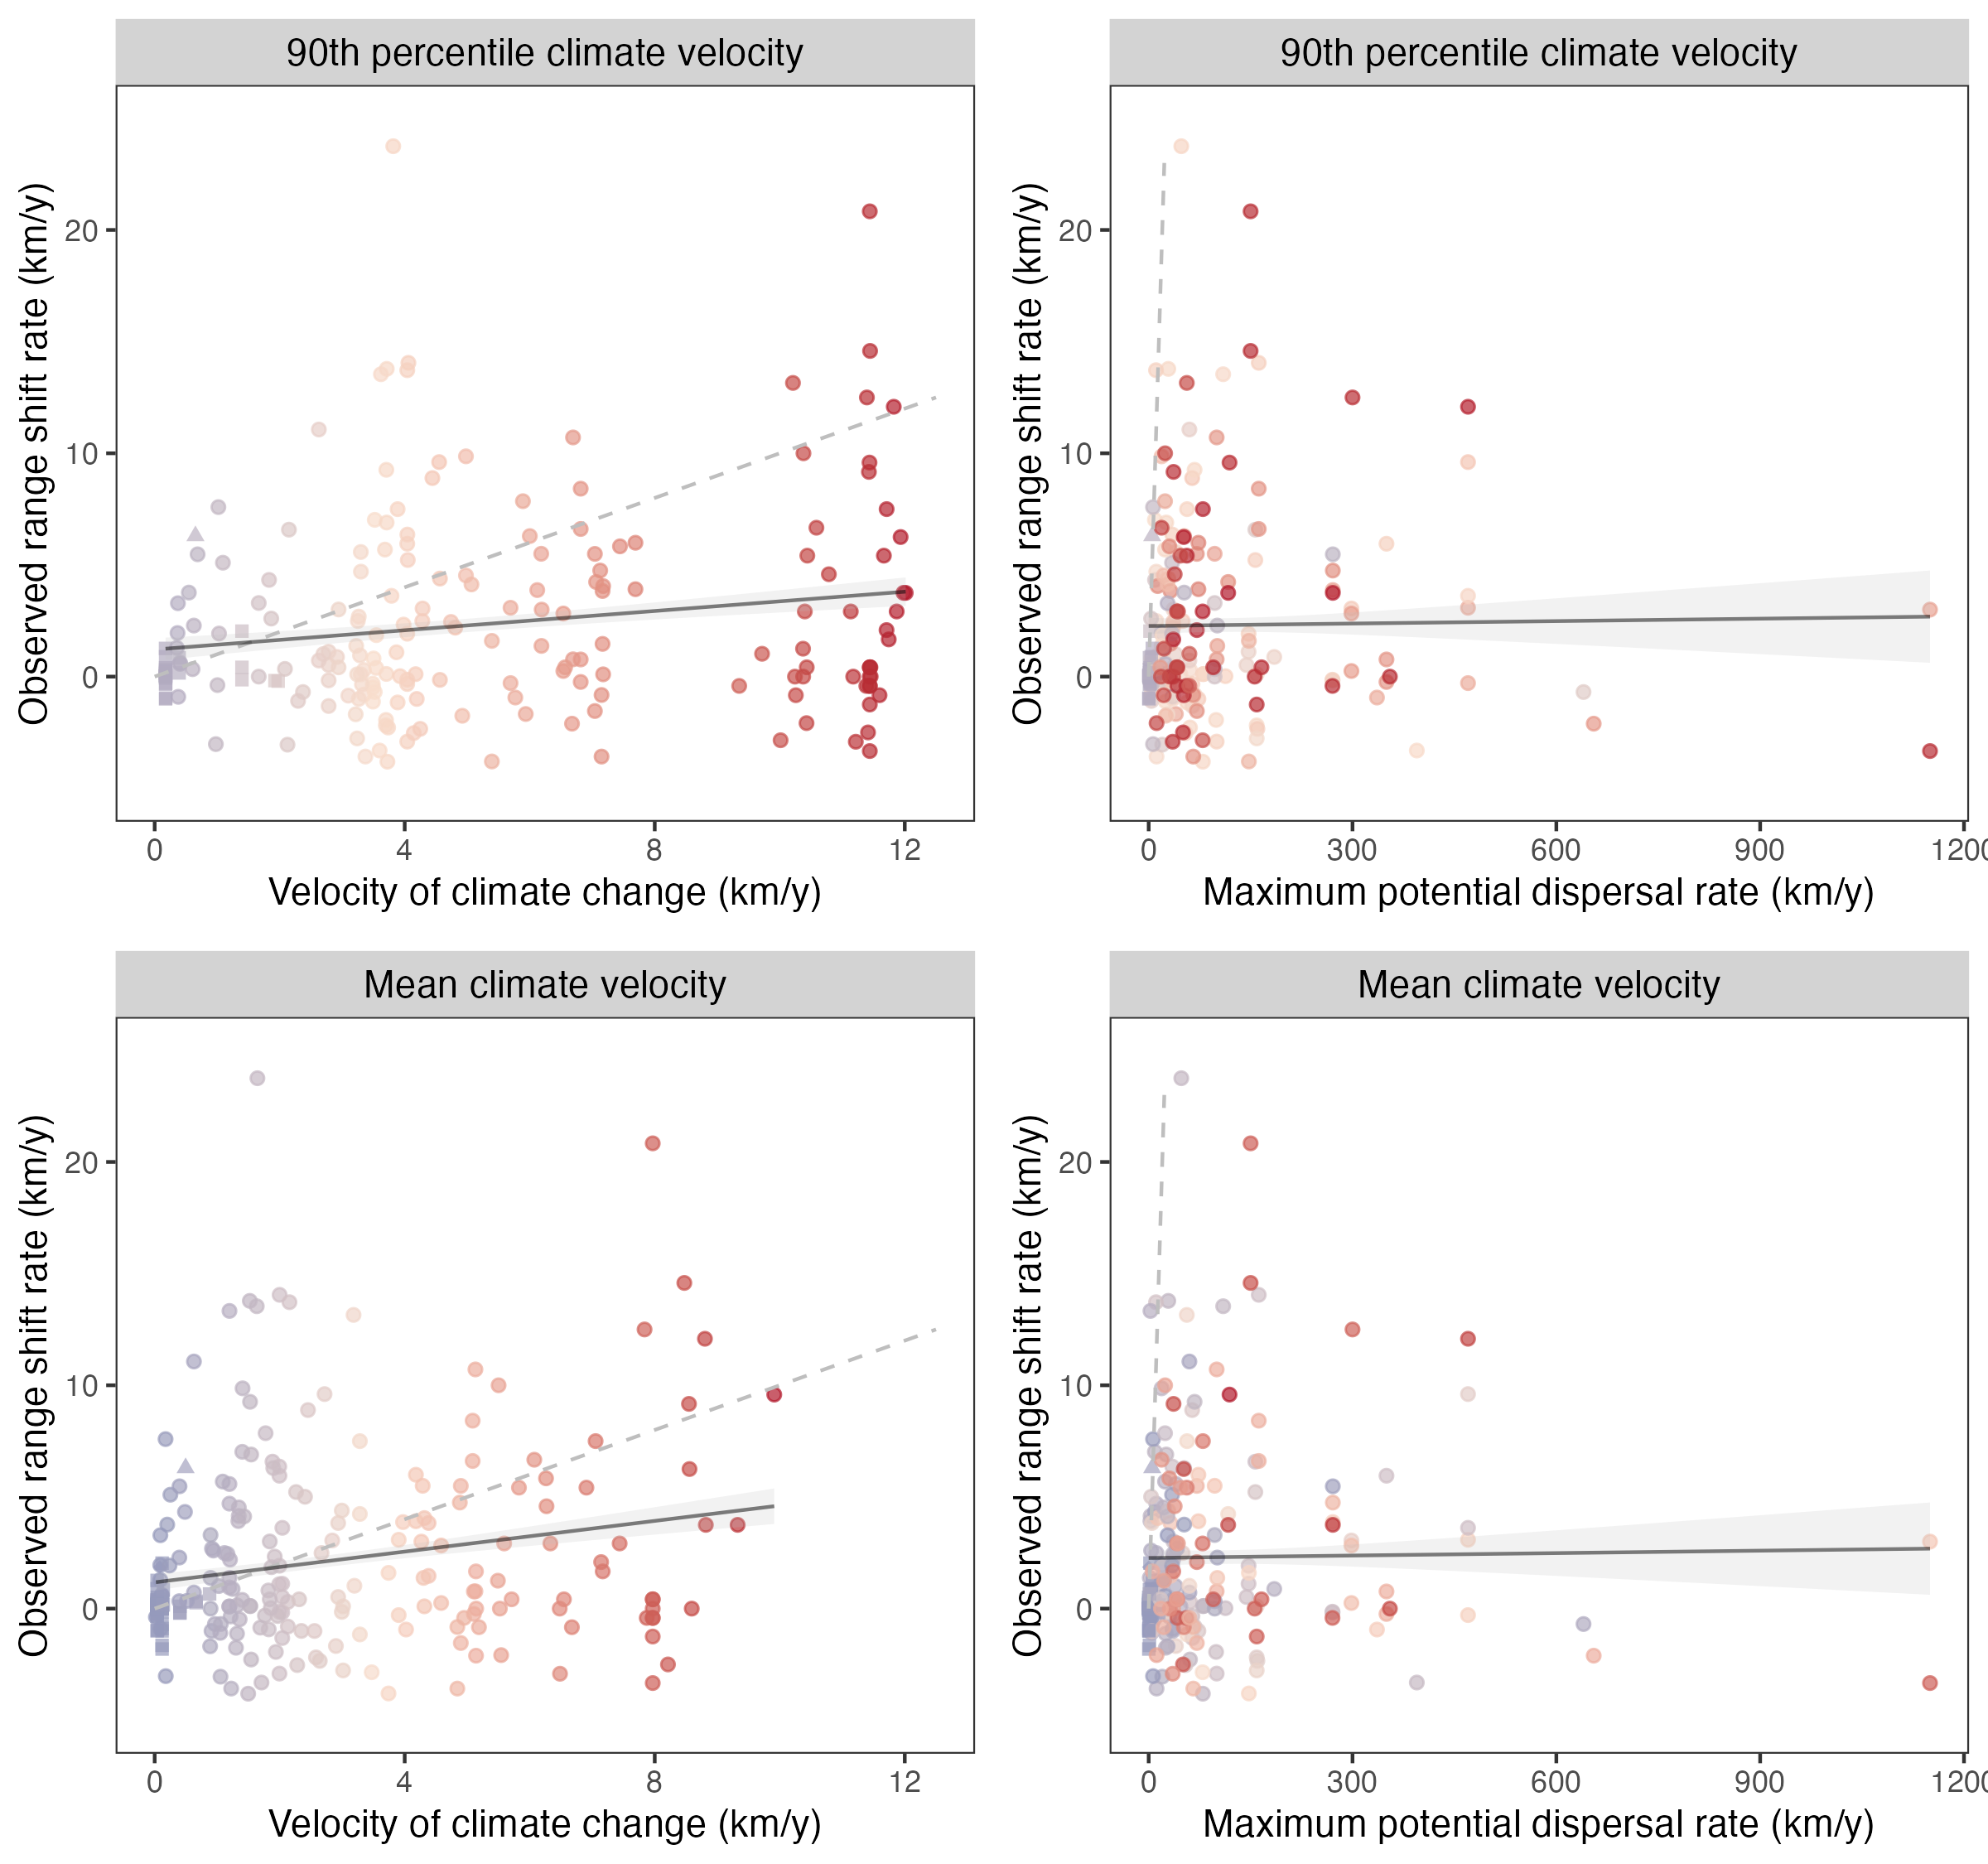 90th percentile climate velocity
Observed range shift rate (km/y)
20
10
0
0 4 8 12
Velocity of climate change (km/y)
90th percentile climate velocity
Observed range shift rate (km/y)
20
10
0
0 300 600 900 1200
Maximum potential dispersal rate (km/y)
Mean climate velocity
Observed range shift rate (km/y)
20
10
0
0 4 8 12
Velocity of climate change (km/y)
Mean climate velocity
Observed range shift rate (km/y)
20
10
0
0 300 600 900 1200
Maximum potential dispersal rate (km/y)